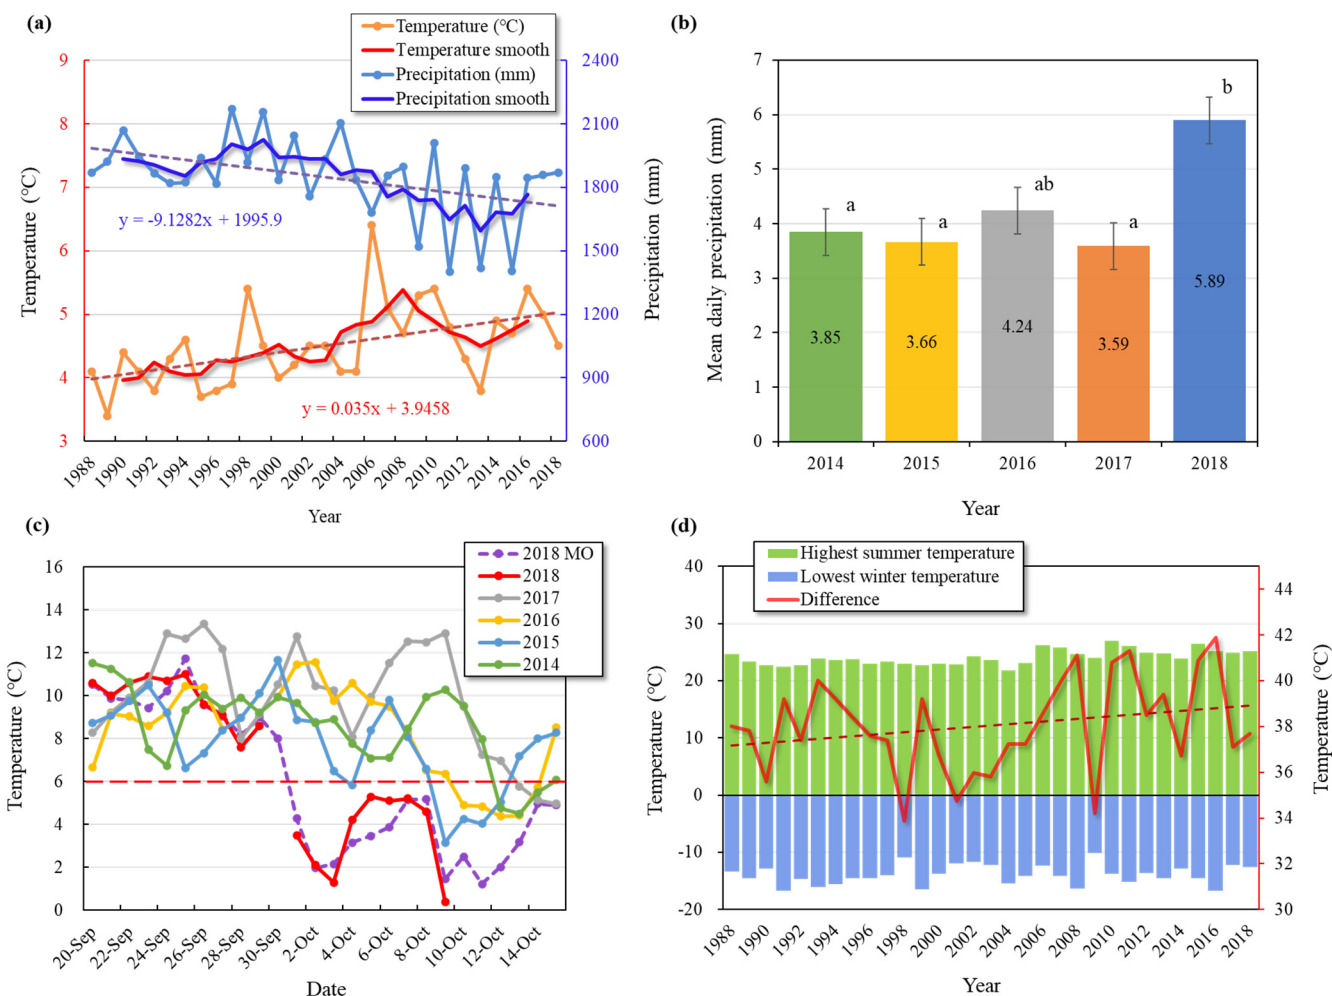 (a)
Temperature (℃)
Temperature smooth
Precipitation (mm)
Precipitation smooth
9
8
7
6
5
4
3
Temperature (℃)
2400
2100
1800
1500
1200
900
600
Precipitation (mm)
y = -9.1282x + 1995.9
y = 0.035x + 3.9458
1988 1990 1992 1994 1996 1998 2000 2002 2004 2006 2008 2010 2012 2014 2016 2018
Year
(b)
7
6
5
4
3
2
1
0
Mean daily precipitation (mm)
a a ab a b
3.85 3.66 4.24 3.59 5.89
2014 2015 2016 2017 2018
Year
(c)
2018 MO
2018
2017
2016
2015
2014
16
14
12
10
8
6
4
2
0
Temperature (℃)
20-Sep 22-Sep 24-Sep 26-Sep 28-Sep 30-Sep 2-Oct 4-Oct 6-Oct 8-Oct 10-Oct 12-Oct 14-Oct
Date
(d)
Highest summer temperature
Lowest winter temperature
Difference
40
30
20
10
0
-10
-20
Temperature (℃)
44
42
40
38
36
34
32
30
Temperature (℃)
1988 1990 1992 1994 1996 1998 2000 2002 2004 2006 2008 2010 2012 2014 2016 2018
Year